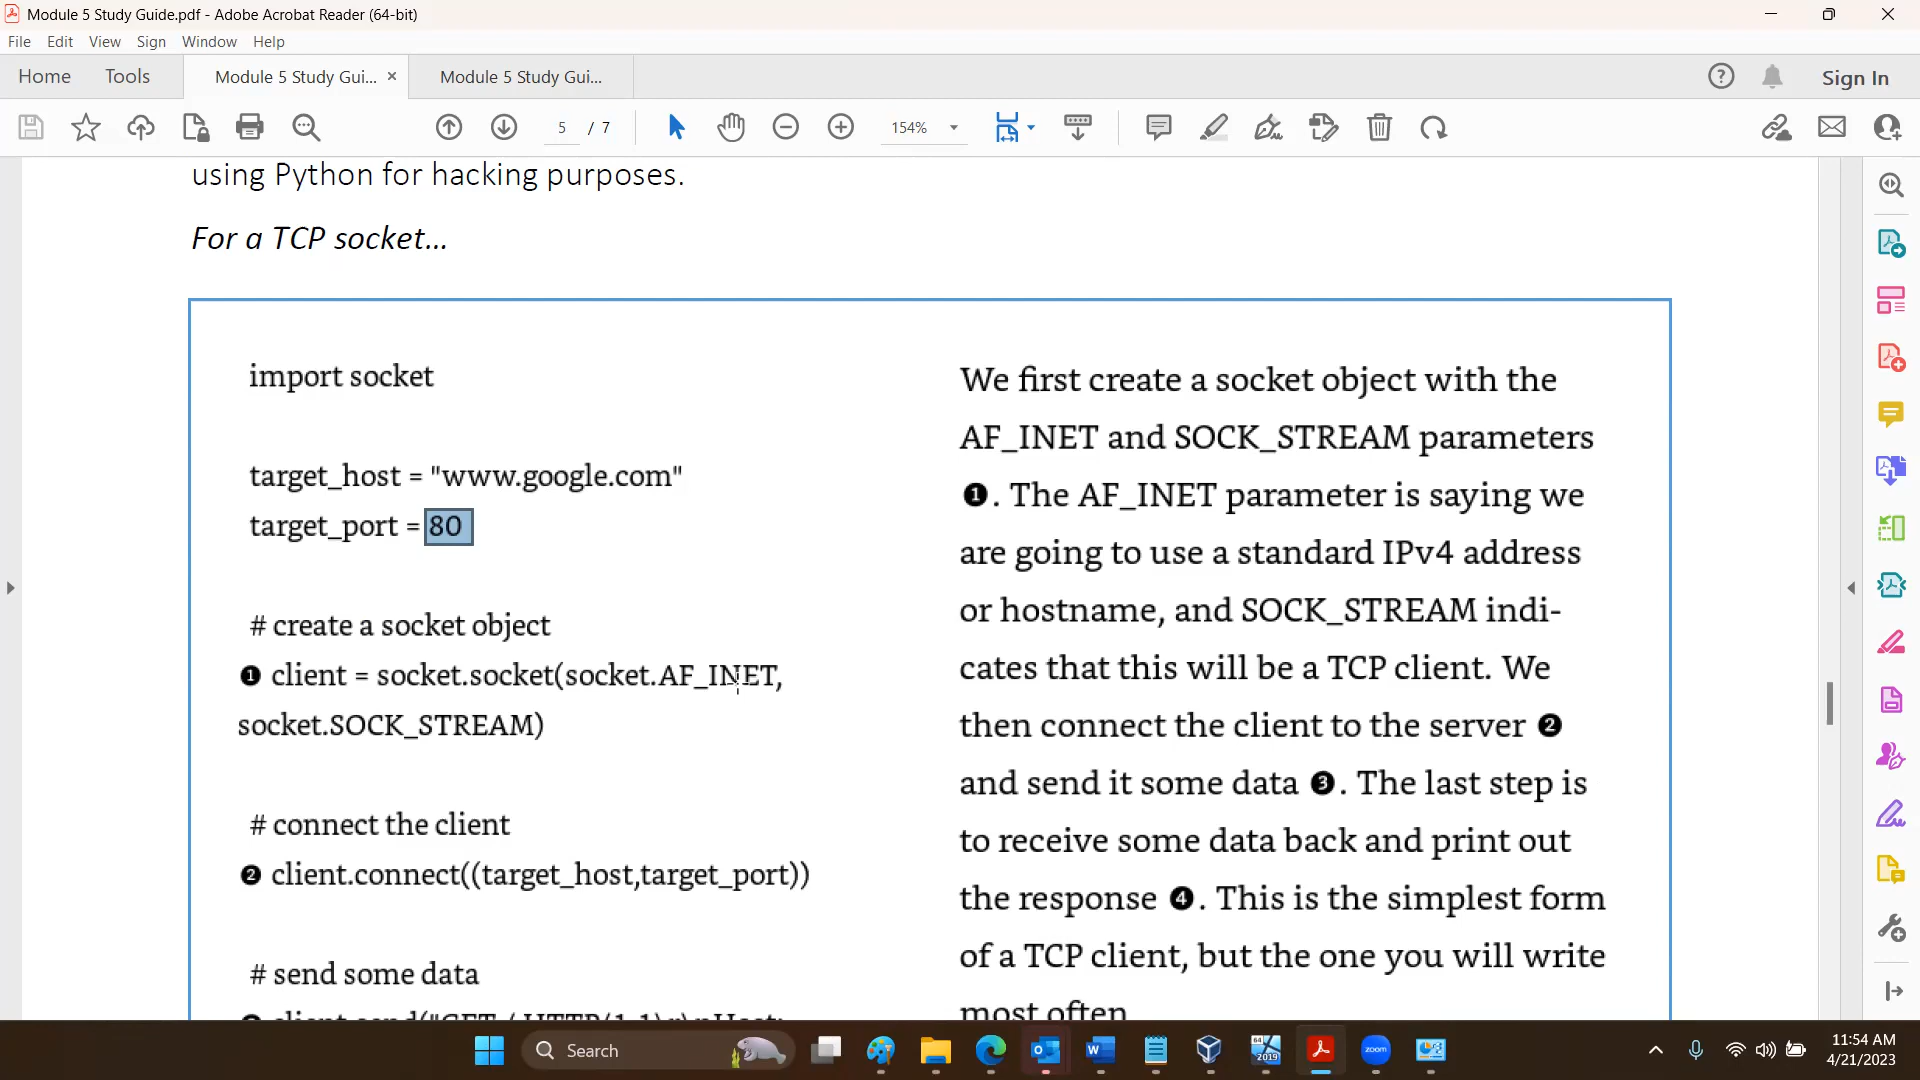 Module 5 Study Guide.pdf - Adobe Acrobat Reader (64-bit)
File Edit View Sign Window Help
Home Tools Module 5 Study Gui... × Module 5 Study Gui... Sign In
5 / 7 154%
using Python for hacking purposes.
For a TCP socket...
import socket
target_host = "www.google.com"
target_port = 80
# create a socket object
❶ client = socket.socket(socket.AF_INET,
socket.SOCK_STREAM)
# connect the client
❷ client.connect((target_host,target_port))
# send some data
We first create a socket object with the
AF_INET and SOCK_STREAM parameters
❶. The AF_INET parameter is saying we
are going to use a standard IPv4 address
or hostname, and SOCK_STREAM indi-
cates that this will be a TCP client. We
then connect the client to the server ❷
and send it some data ❸. The last step is
to receive some data back and print out
the response ❹. This is the simplest form
of a TCP client, but the one you will write
most often
Search
64
2019
zoom
11:54 AM
4/21/2023